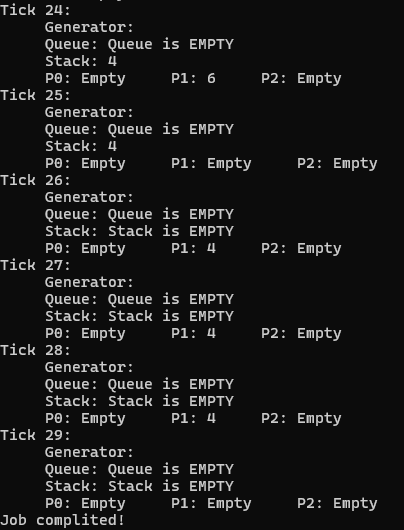 Tick 24:
Generator:
Queue: Queue is EMPTY
Stack: 4
P0: Empty P1: 6 P2: Empty
Tick 25:
Generator:
Queue: Queue is EMPTY
Stack: 4
P0: Empty P1: Empty P2: Empty
Tick 26:
Generator:
Queue: Queue is EMPTY
Stack: Stack is EMPTY
P0: Empty P1: 4 P2: Empty
Tick 27:
Generator:
Queue: Queue is EMPTY
Stack: Stack is EMPTY
P0: Empty P1: 4 P2: Empty
Tick 28:
Generator:
Queue: Queue is EMPTY
Stack: Stack is EMPTY
P0: Empty P1: 4 P2: Empty
Tick 29:
Generator:
Queue: Queue is EMPTY
Stack: Stack is EMPTY
P0: Empty P1: Empty P2: Empty
Job complited!